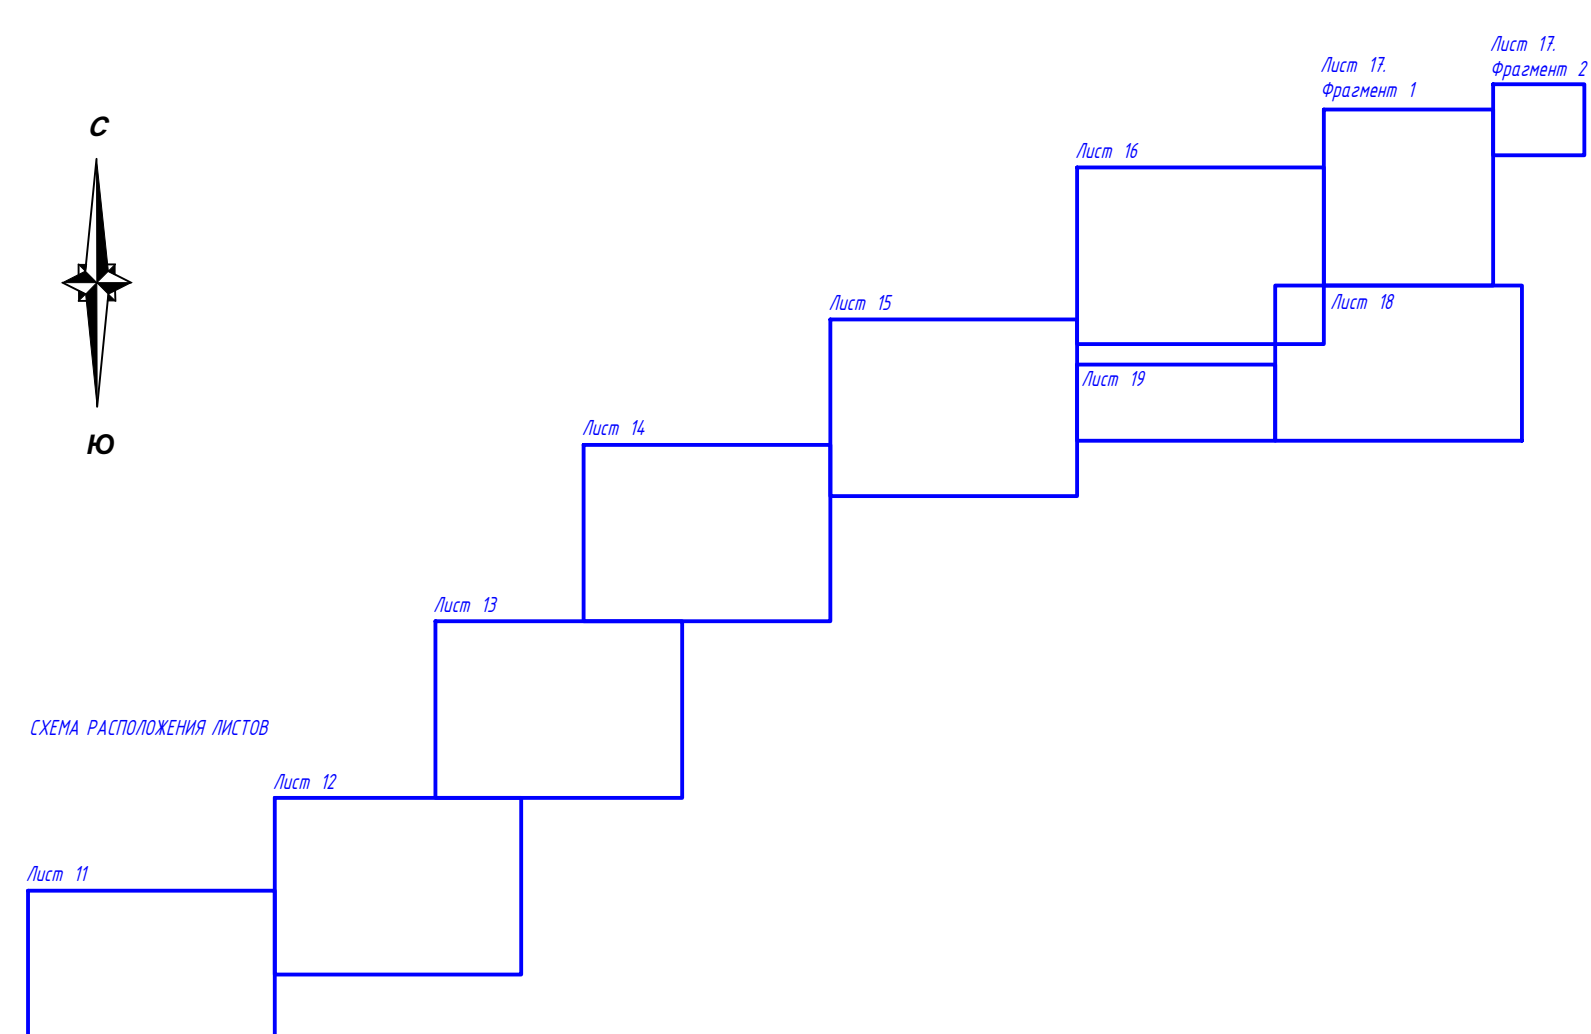 Лист 17.
Фрагмент 2
Лист 17.
Фрагмент 1
С
Лист 16
Лист 15
Лист 18
Лист 19
Лист 14
Ю
Лист 13
СХЕМА РАСПОЛОЖЕНИЯ ЛИСТОВ
Лист 12
Лист 11